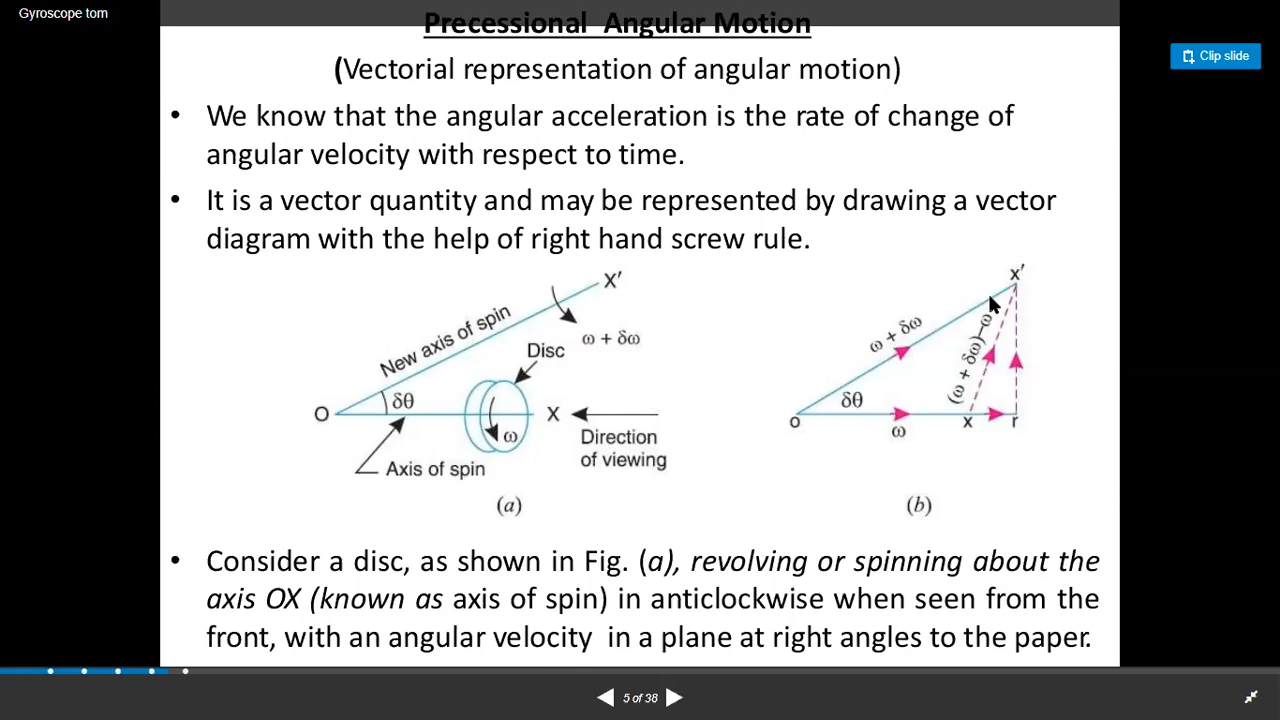 Gyroscope tom
Clip slide
Precessional Angular Motion
(Vectorial representation of angular motion)
• We know that the angular acceleration is the rate of change of
angular velocity with respect to time.
• It is a vector quantity and may be represented by drawing a vector
diagram with the help of right hand screw rule.
X′
New axis of spin
ω + δω
Disc
O
δθ
X
ω
Direction
of viewing
Axis of spin
(a)
x′
ω + δω
(ω + δω)–ω
δθ
o
ω
x
r
(b)
• Consider a disc, as shown in Fig. (a), revolving or spinning about the
axis OX (known as axis of spin) in anticlockwise when seen from the
front, with an angular velocity in a plane at right angles to the paper.
5 of 38